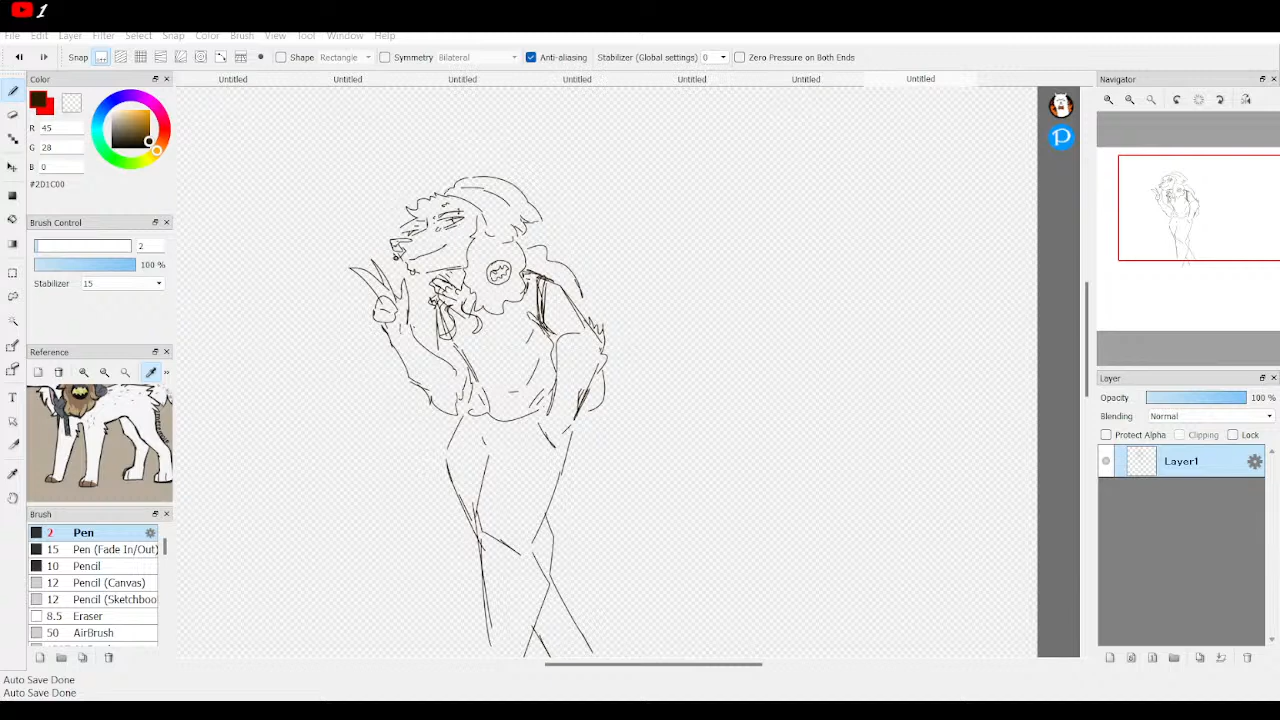 1
File Edit Layer Filter Select Snap Color Brush View Tool Window Help
Snap Shape Rectangle Symmetry Bilateral Anti-aliasing Stabilizer (Global settings) 0 Zero Pressure on Both Ends
Color
Untitled Untitled Untitled Untitled Untitled Untitled Untitled
Navigator
R 45
G 28
B 0
#2D1C00
Brush Control
2
100 %
Stabilizer 15
Reference
Layer
Opacity 100 %
Blending Normal
Protect Alpha Clipping Lock
Layer1
Brush
2 Pen
15 Pen (Fade In/Out)
10 Pencil
12 Pencil (Canvas)
12 Pencil (Sketchboo
8.5 Eraser
50 AirBrush
Auto Save Done
Auto Save Done